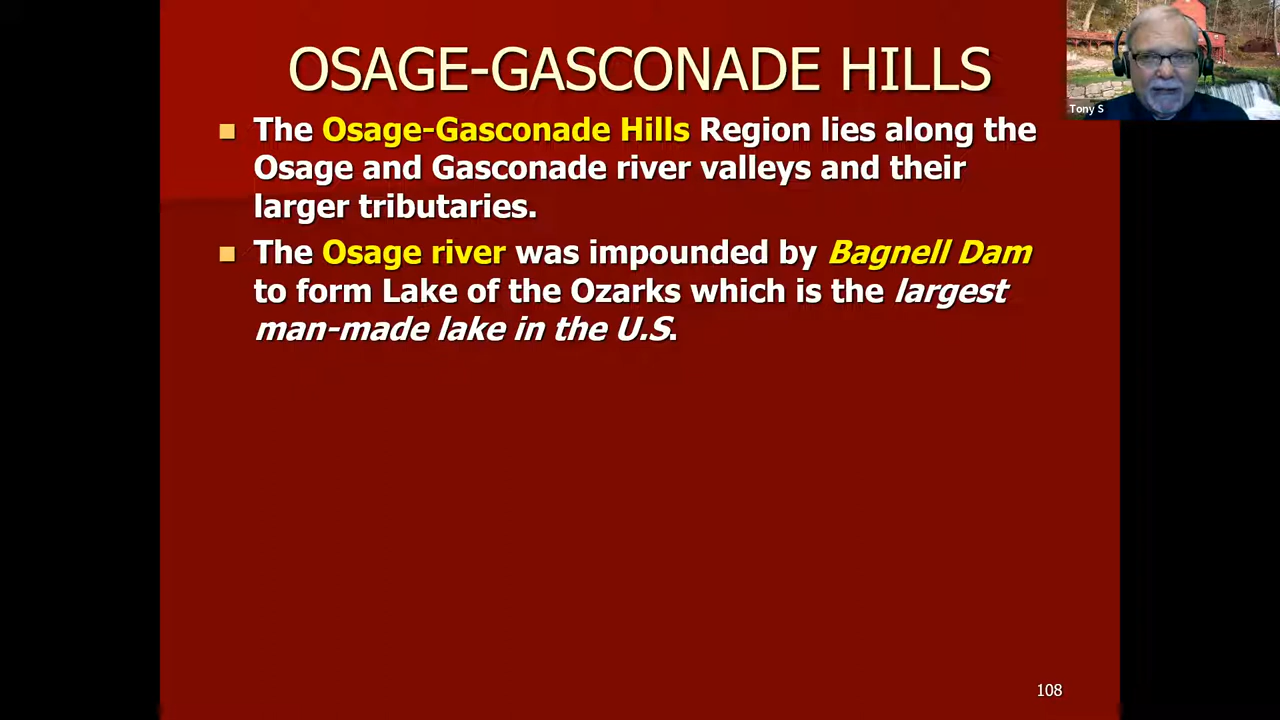 OSAGE-GASCONADE HILLS
The Osage-Gasconade Hills Region lies along the
Osage and Gasconade river valleys and their
larger tributaries.
The Osage river was impounded by Bagnell Dam
to form Lake of the Ozarks which is the largest
man-made lake in the U.S.
Tony S
108